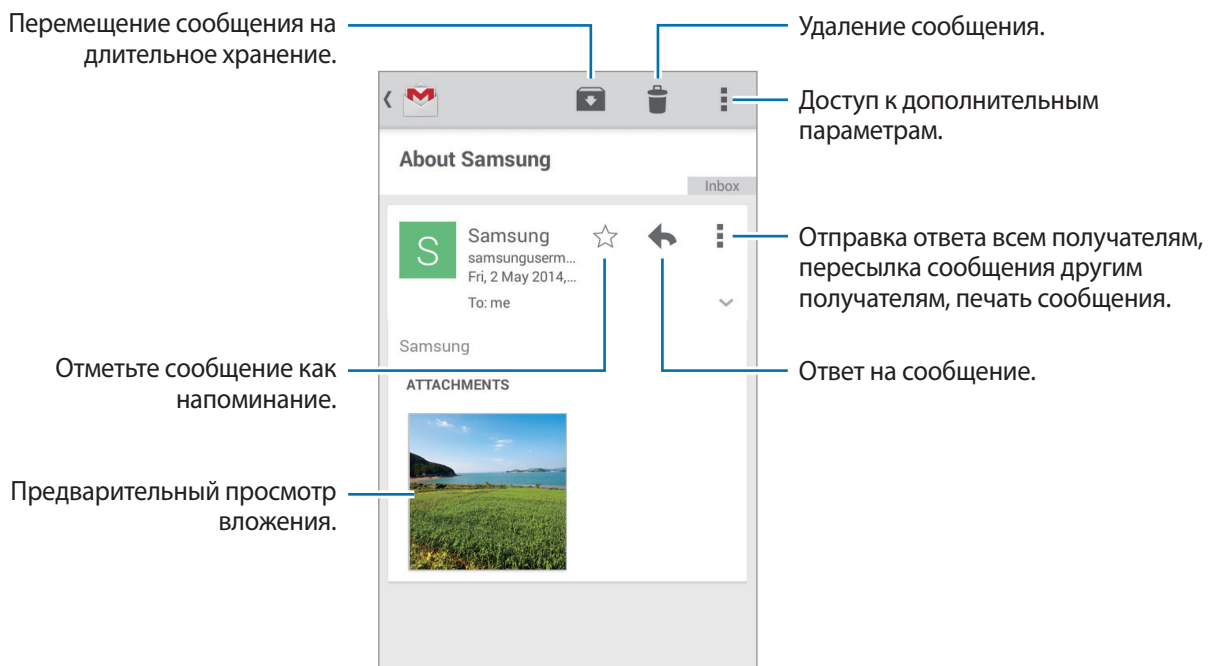 Перемещение сообщения на
длительное хранение.
Удаление сообщения.
Доступ к дополнительным
параметрам.
About Samsung
Inbox
S
Samsung
samsunguserm...
Fri, 2 May 2014,...
To: me
Отправка ответа всем получателям,
пересылка сообщения другим
получателям, печать сообщения.
Samsung
Отметьте сообщение как
напоминание.
Ответ на сообщение.
ATTACHMENTS
Предварительный просмотр
вложения.